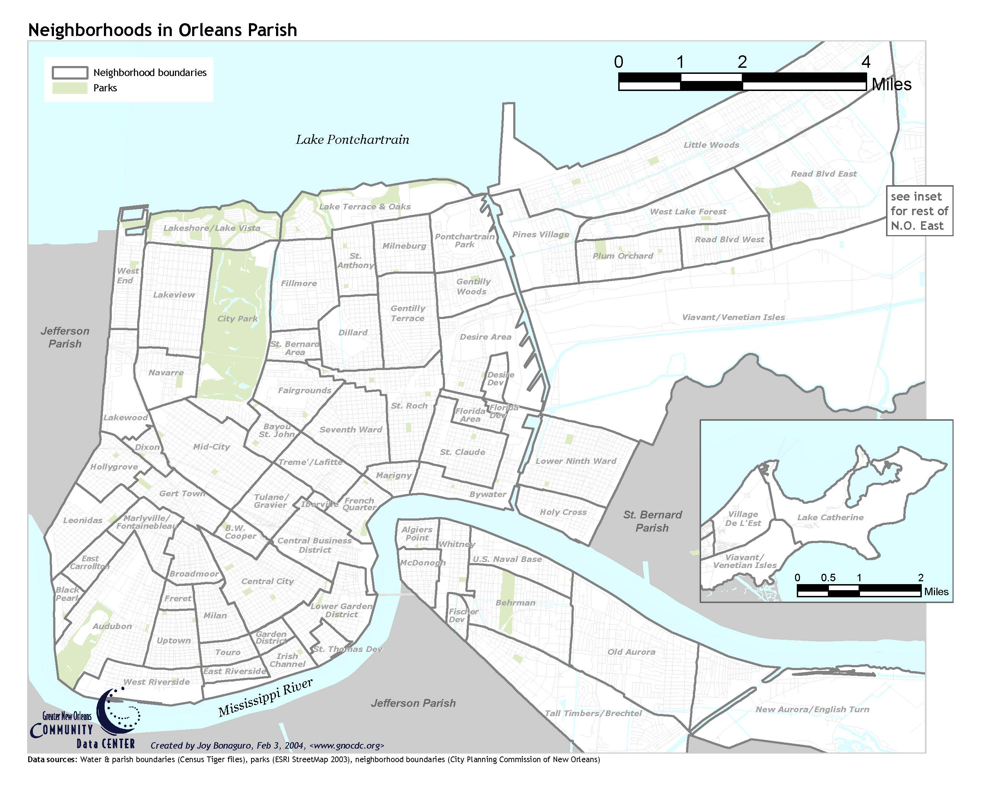 Neighborhoods in Orleans Parish
Neighborhood boundaries
Parks
0 1 2 4
Miles
Lake Pontchartrain
Little Woods
Read Blvd East
see inset
for rest of
N.O. East
Lake Terrace & Oaks
West Lake Forest
Lakeshore/Lake Vista
Pontchartrain
Park
Pines Village
Read Blvd West
Milneburg
St.
Anthony
Plum Orchard
West
End
Fillmore
Gentilly
Woods
Lakeview
Gentilly
Terrace
City Park
Viavant/Venetian Isles
Jefferson
Parish
Dillard
Desire Area
St. Bernard
Area
Navarre
Desire
Dev
Fairgrounds
St. Roch
Florida
Area
Florida
Dev
Lakewood
Bayou
St. John
Seventh Ward
Dixon
Mid-City
St. Claude
Lower Ninth Ward
Treme'/Lafitte
Hollygrove
Marigny
Gert Town
Tulane/
Gravier
Iberville
French
Quarter
Bywater
Holy Cross
St. Bernard
Parish
Leonidas
Marlyville/
Fontainebleau
B.W.
Cooper
Algiers
Point
Central Business
District
Whitney
East
Carrollton
McDonogh
U.S. Naval Base
Broadmoor
Central City
Black
Pearl
Freret
Lower Garden
District
Behrman
Milan
Fischer
Dev
Audubon
Uptown
Garden
District
St. Thomas Dev
Touro
Irish
Channel
Old Aurora
East Riverside
West Riverside
Mississippi River
Jefferson Parish
Tall Timbers/Brechtel
New Aurora/English Turn
Village
De L'Est
Lake Catherine
Viavant/
Venetian Isles
0 0.5 1 2
Miles
Greater New Orleans
COMMUNITY
Data CENTER
Created by Joy Bonaguro, Feb 3, 2004, <www.gnocdc.org>
Data sources: Water & parish boundaries (Census Tiger files), parks (ESRI StreetMap 2003), neighborhood boundaries (City Planning Commission of New Orleans)